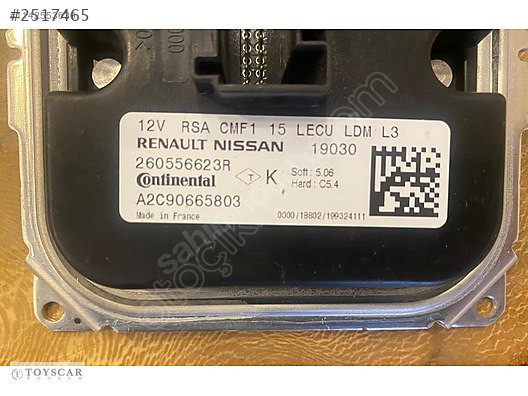 #2517465
12V RSA CMF1 15 LECU LDM L3
RENAULT NISSAN 19030
260556623R
Continental K Soft : 5.06
Hard : C5.4
A2C90665803
Made in France 0000/18802/199324111
TOYSCAR